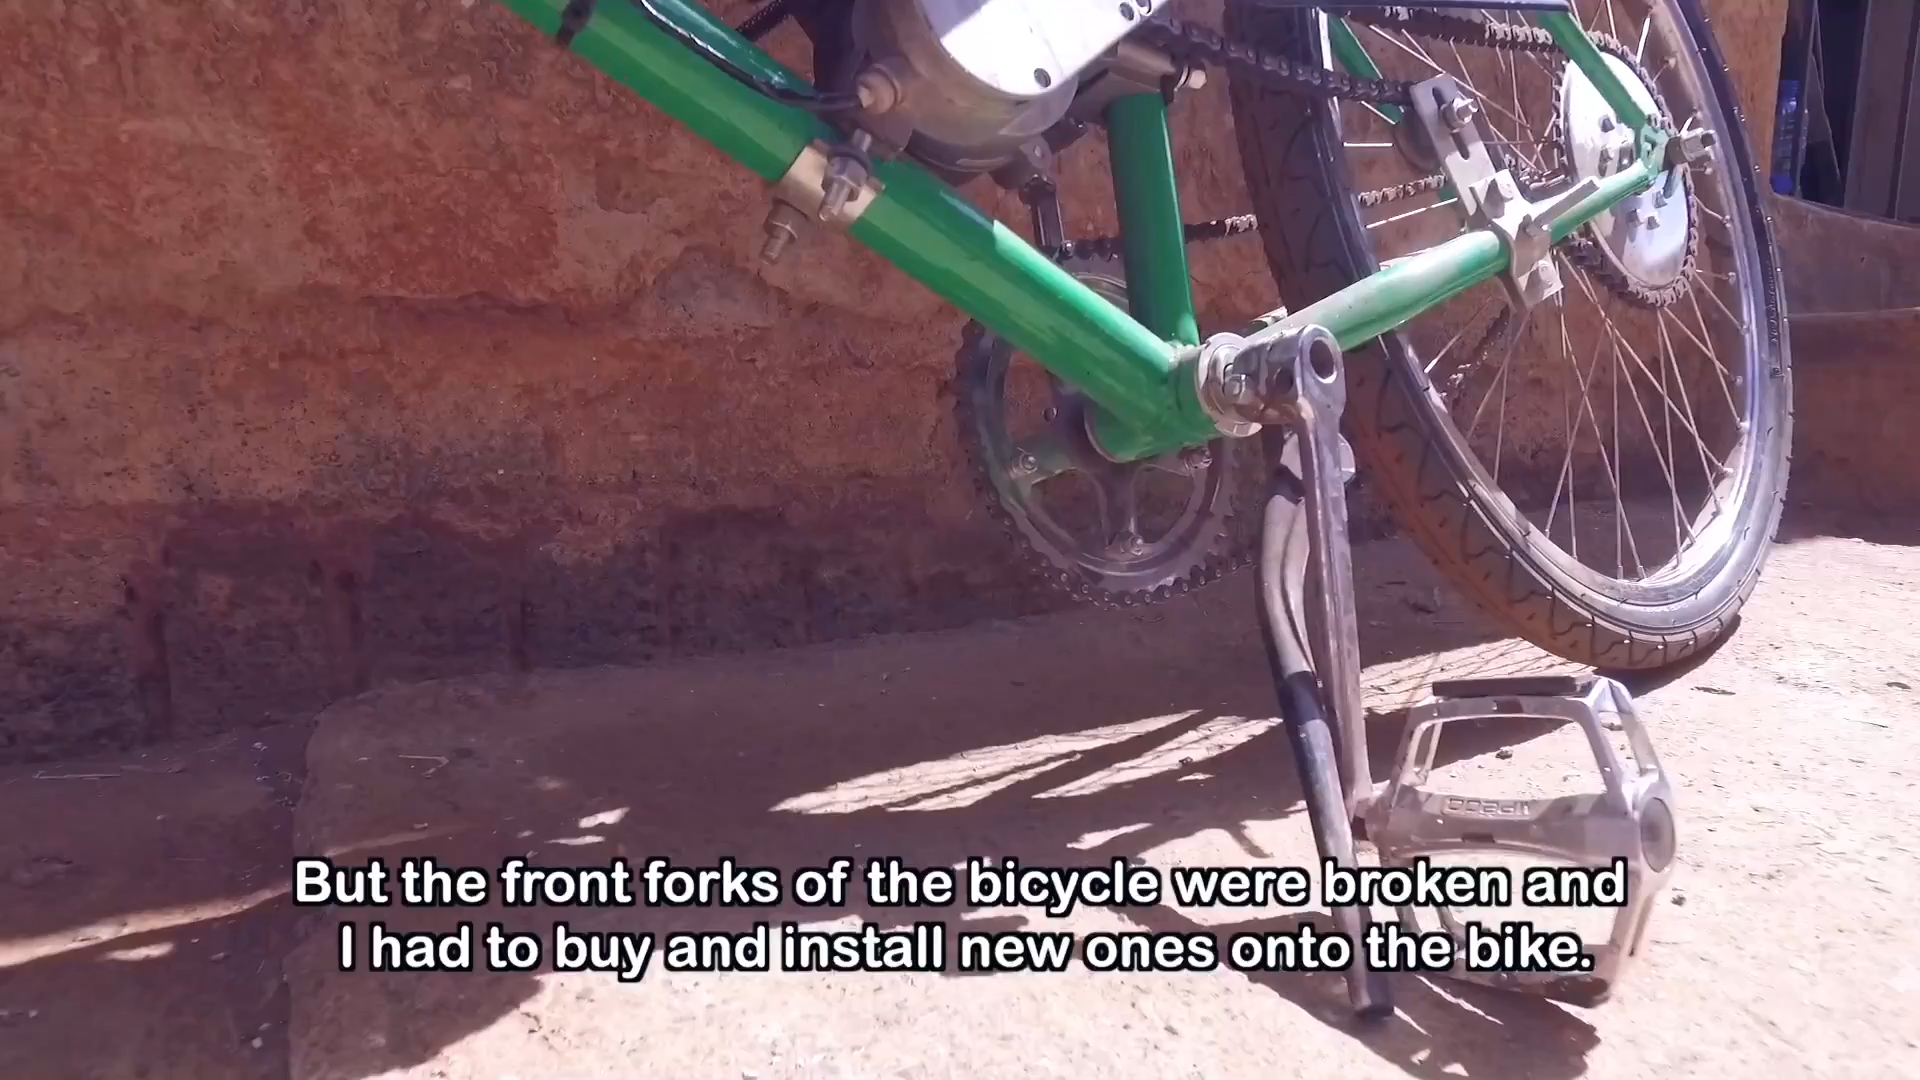 But the front forks of the bicycle were broken and
I had to buy and install new ones onto the bike.